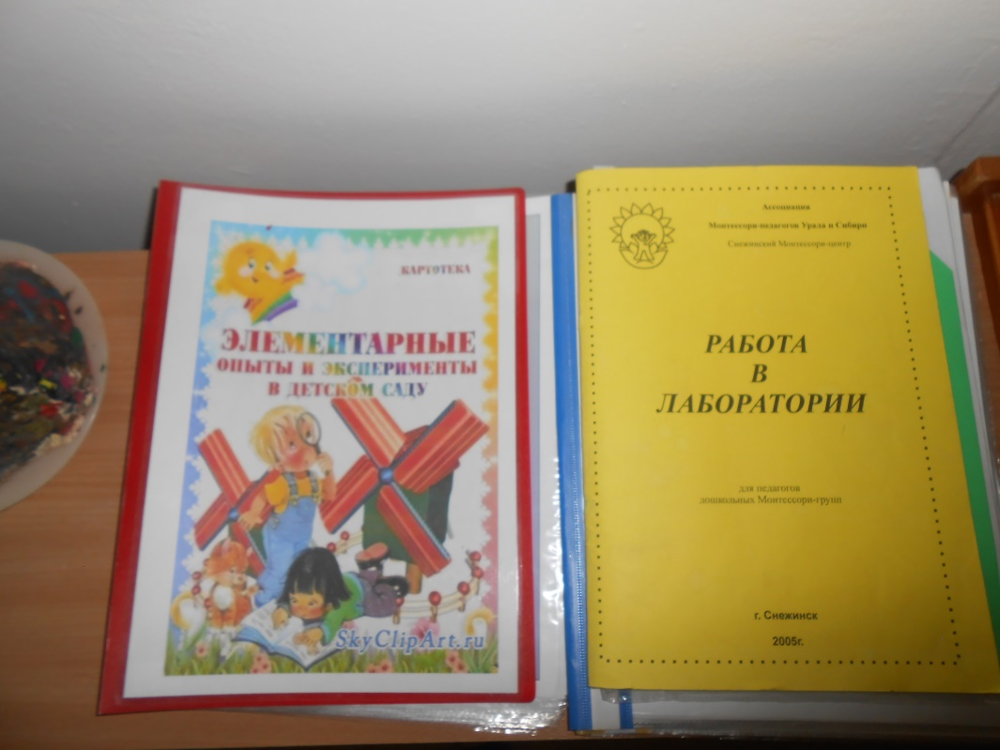 КАРТОТЕКА
ЭЛЕМЕНТАРНЫЕ
ОПЫТЫ И ЭКСПЕРИМЕНТЫ
В ДЕТСКОМ САДУ
SkyClipArt.ru
Ассоциация
Монтессори-педагогов Урала и Сибири
Снежинский Монтессори-центр
РАБОТА
В
ЛАБОРАТОРИИ
для педагогов
дошкольных Монтессори-групп
г. Снежинск
2005г.